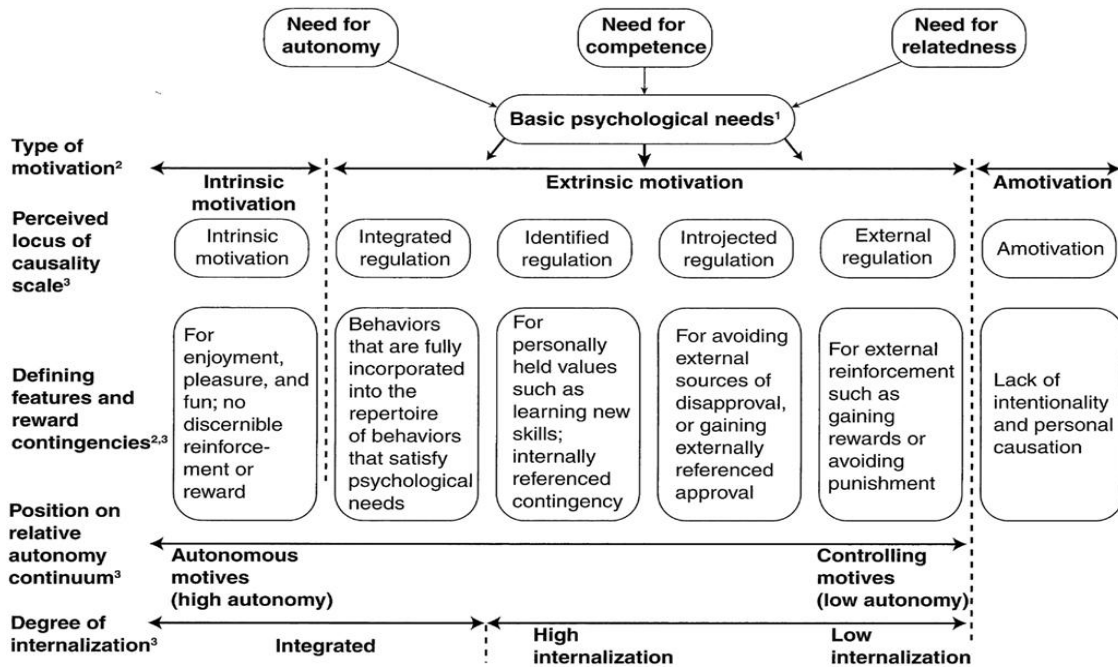 Need for
autonomy
Need for
competence
Need for
relatedness
Basic psychological needs¹
Type of
motivation²
Intrinsic
motivation
Extrinsic motivation
Amotivation
Perceived
locus of
causality
scale³
Intrinsic
motivation
Integrated
regulation
Identified
regulation
Introjected
regulation
External
regulation
Amotivation
Defining
features and
reward
contingencies²,³
For
enjoyment,
pleasure, and
fun; no
discernible
reinforce-
ment or
reward
Behaviors
that are fully
incorporated
into the
repertoire
of behaviors
that satisfy
psychological
needs
For
personally
held values
such as
learning new
skills;
internally
referenced
contingency
For avoiding
external
sources of
disapproval,
or gaining
externally
referenced
approval
For external
reinforcement
such as
gaining
rewards or
avoiding
punishment
Lack of
intentionality
and personal
causation
Position on
relative
autonomy
continuum³
Autonomous
motives
(high autonomy)
Controlling
motives
(low autonomy)
Degree of
internalization³
Integrated
High
internalization
Low
internalization